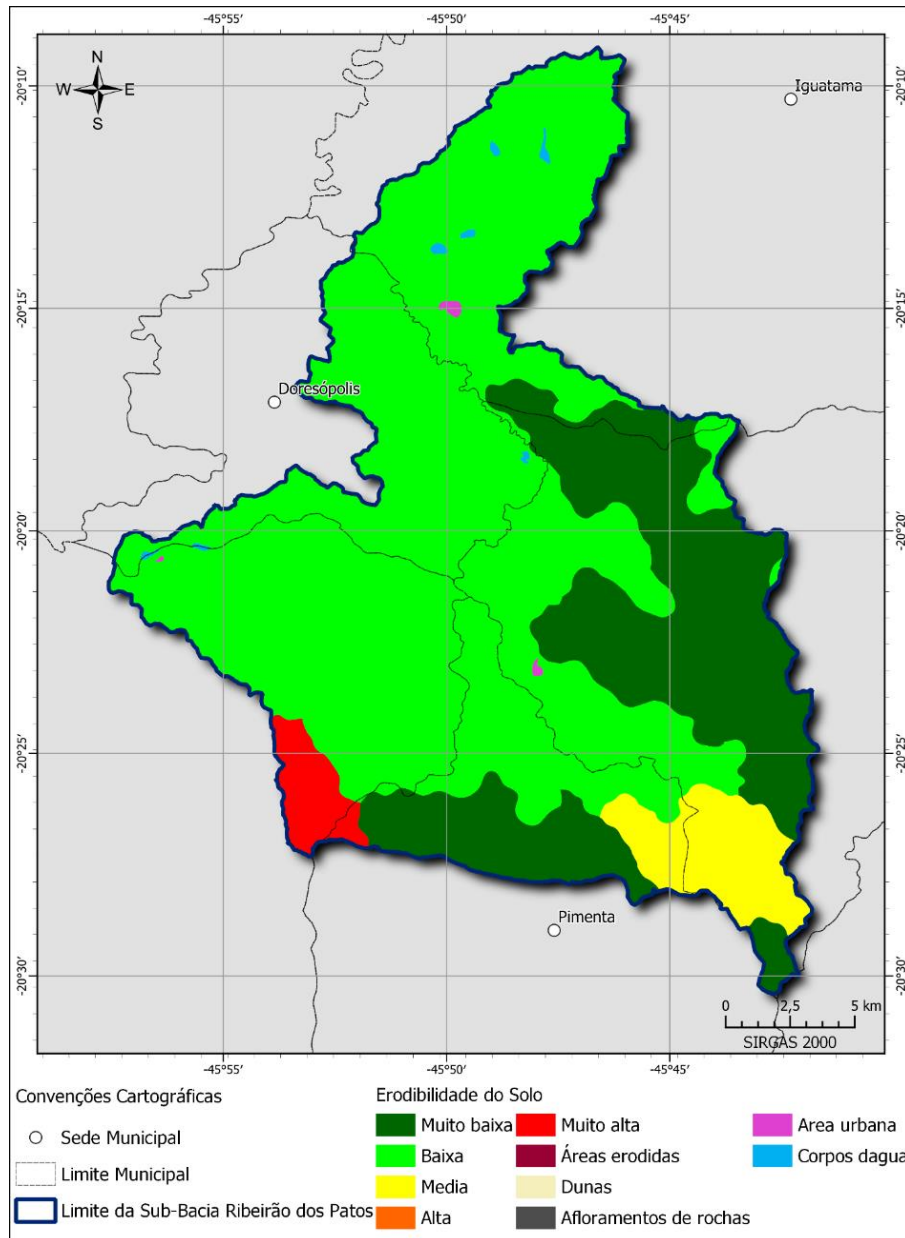 -45°55' -45°50' -45°45'
N
W E
S
-20°10' -20°10'
Iguatama
-20°15' -20°15'
Doresópolis
-20°20' -20°20'
-20°25' -20°25'
Pimenta
-20°30' -20°30'
0 2,5 5 km
SIRGAS 2000
-45°55' -45°50' -45°45'
Convenções Cartográficas
Sede Municipal
Limite Municipal
Limite da Sub-Bacia Ribeirão dos Patos
Erodibilidade do Solo
Muito baixa
Baixa
Media
Alta
Muito alta
Áreas erodidas
Dunas
Afloramentos de rochas
Area urbana
Corpos dagua